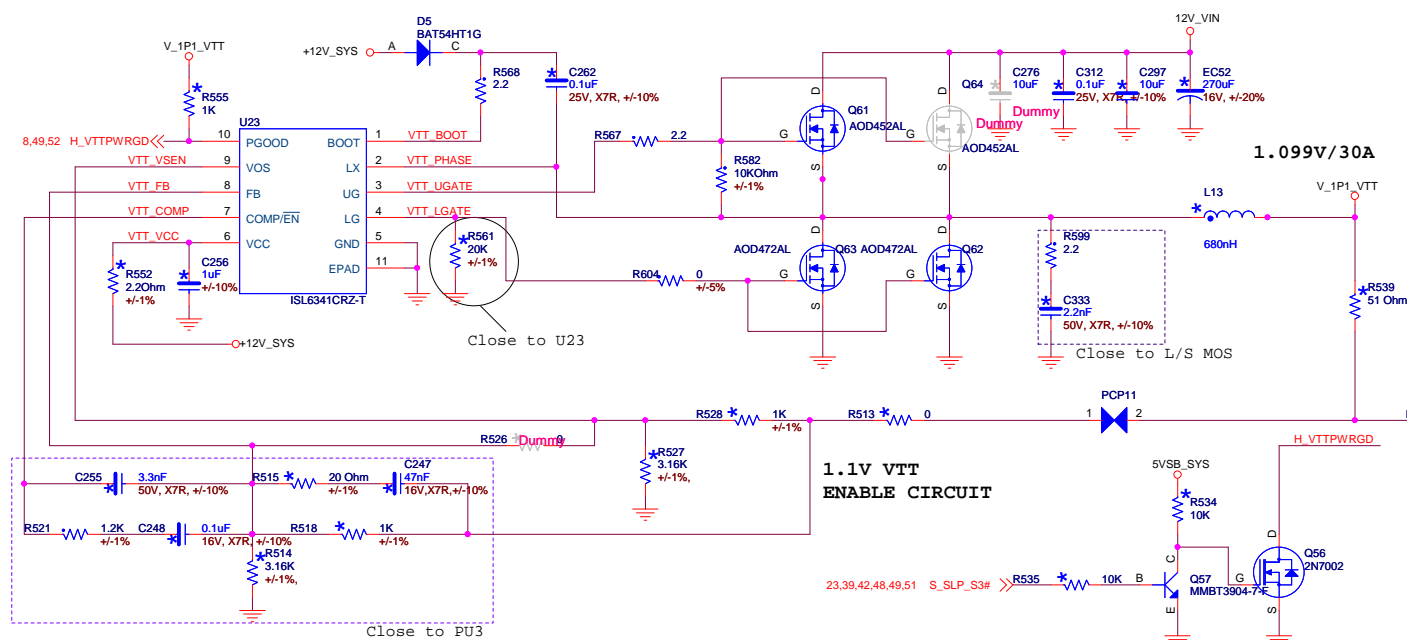 D5
BAT54HT1G
+12V_SYS
A
C
V_1P1_VTT
12V_VIN
R568
2.2
C262
0.1uF
25V, X7R, +/-10%
Q64
C276
10uF
Dummy
Dummy
C312
0.1uF
25V, X7R, +/-10%
C297
10uF
EC52
270uF
16V, +/-20%
R555
1K
U23
8,49,52 H_VTTPWRGD
10 PGOOD
BOOT 1
VTT_BOOT
VTT_VSEN
9 VOS
LX 2
VTT_PHASE
VTT_FB
8 FB
UG 3
VTT_UGATE
VTT_COMP
7 COMP/EN
LG 4
VTT_LGATE
VTT_VCC
6 VCC
GND 5
EPAD 11
ISL6341CRZ-T
R567
2.2
D
Q61
G
AOD452AL
S
D
G
AOD452AL
S
R582
10KOhm
+/-1%
1.099V/30A
L13
680nH
V_1P1_VTT
R552
2.2Ohm
+/-1%
C256
1uF
+/-10%
+12V_SYS
R561
20K
+/-1%
Close to U23
R604
0
+/-5%
AOD472AL
D
Q63
G
S
AOD472AL
D
Q62
G
S
R599
2.2
C333
2.2nF
50V, X7R, +/-10%
Close to L/S MOS
R539
51 Ohm
R528
1K
+/-1%
R513
0
PCP11
1
2
R526
Dummy
0
R527
3.16K
+/-1%,
C255
3.3nF
50V, X7R, +/-10%
R515
20 Ohm
+/-1%
C247
47nF
16V,X7R,+/-10%
R521
1.2K
+/-1%
C248
0.1uF
16V, X7R, +/-10%
R518
1K
+/-1%
R514
3.16K
+/-1%,
Close to PU3
1.1V VTT
ENABLE CIRCUIT
5VSB_SYS
R534
10K
H_VTTPWRGD
23,39,42,48,49,51 S_SLP_S3#
R535
10K
B
C
E
Q57
MMBT3904-7-F
D
G
S
Q56
2N7002